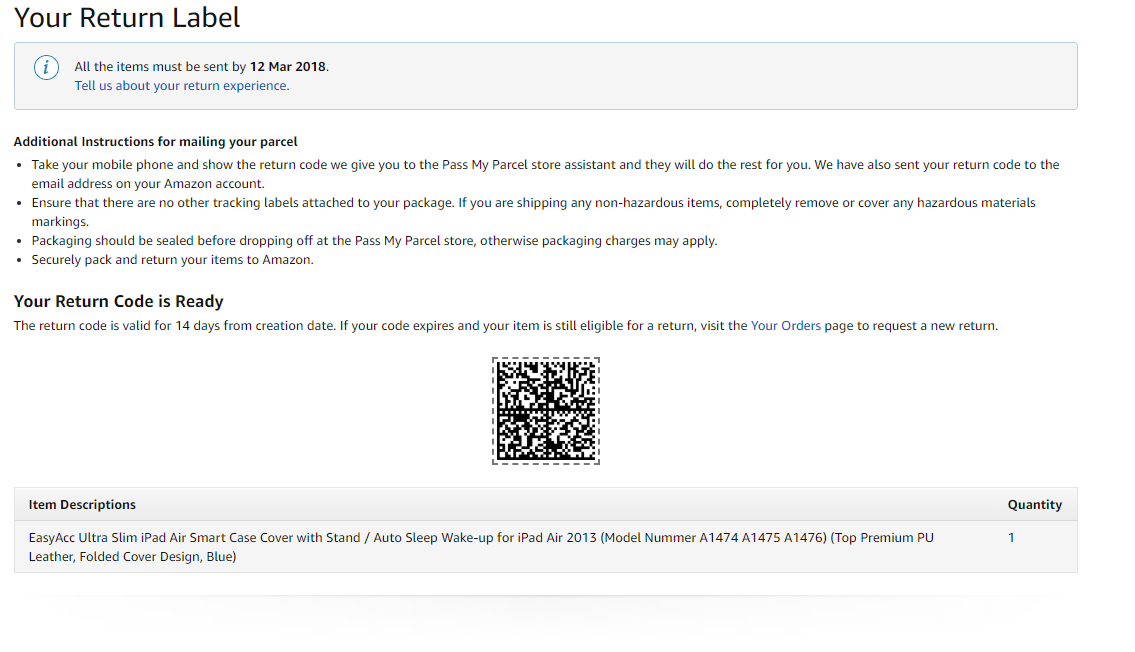 Your Return Label
All the items must be sent by 12 Mar 2018.
Tell us about your return experience.
Additional Instructions for mailing your parcel
Take your mobile phone and show the return code we give you to the Pass My Parcel store assistant and they will do the rest for you. We have also sent your return code to the
email address on your Amazon account.
Ensure that there are no other tracking labels attached to your package. If you are shipping any non-hazardous items, completely remove or cover any hazardous materials
markings.
Packaging should be sealed before dropping off at the Pass My Parcel store, otherwise packaging charges may apply.
Securely pack and return your items to Amazon.
Your Return Code is Ready
The return code is valid for 14 days from creation date. If your code expires and your item is still eligible for a return, visit the Your Orders page to request a new return.
Item Descriptions Quantity
EasyAcc Ultra Slim iPad Air Smart Case Cover with Stand / Auto Sleep Wake-up for iPad Air 2013 (Model Nummer A1474 A1475 A1476) (Top Premium PU 1
Leather, Folded Cover Design, Blue)